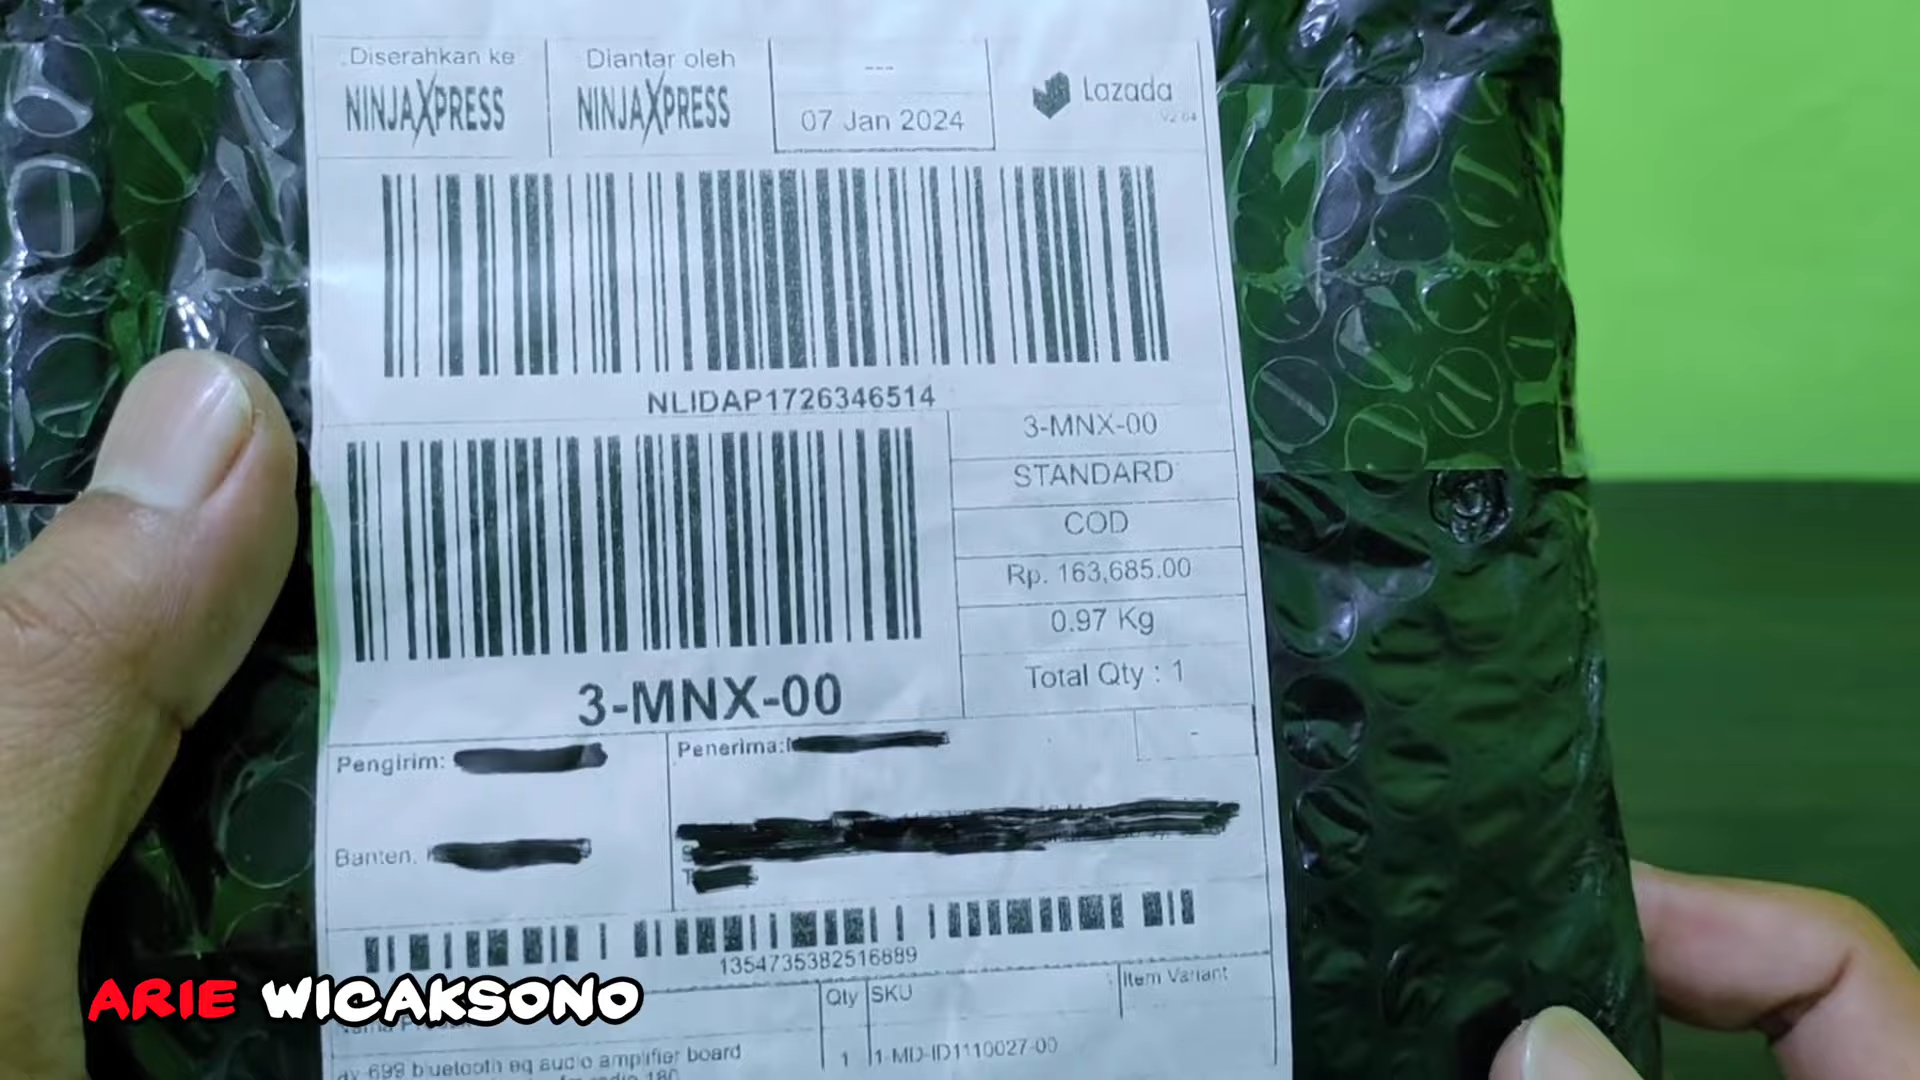 Diserahkan ke
NINJAXPRESS
Diantar oleh
NINJAXPRESS
---
07 Jan 2024
Lazada
NLIDAP1726346514
3-MNX-00
STANDARD
COD
Rp. 163,685.00
0.97 Kg
Total Qty : 1
3-MNX-00
Pengirim:
Penerima:
-
Banten,
1354735382516889
ARIE WICAKSONO
Qty
SKU
Item Variant
699 bluetooth eq audio amplifier board
1
1-MD-ID1110027-00